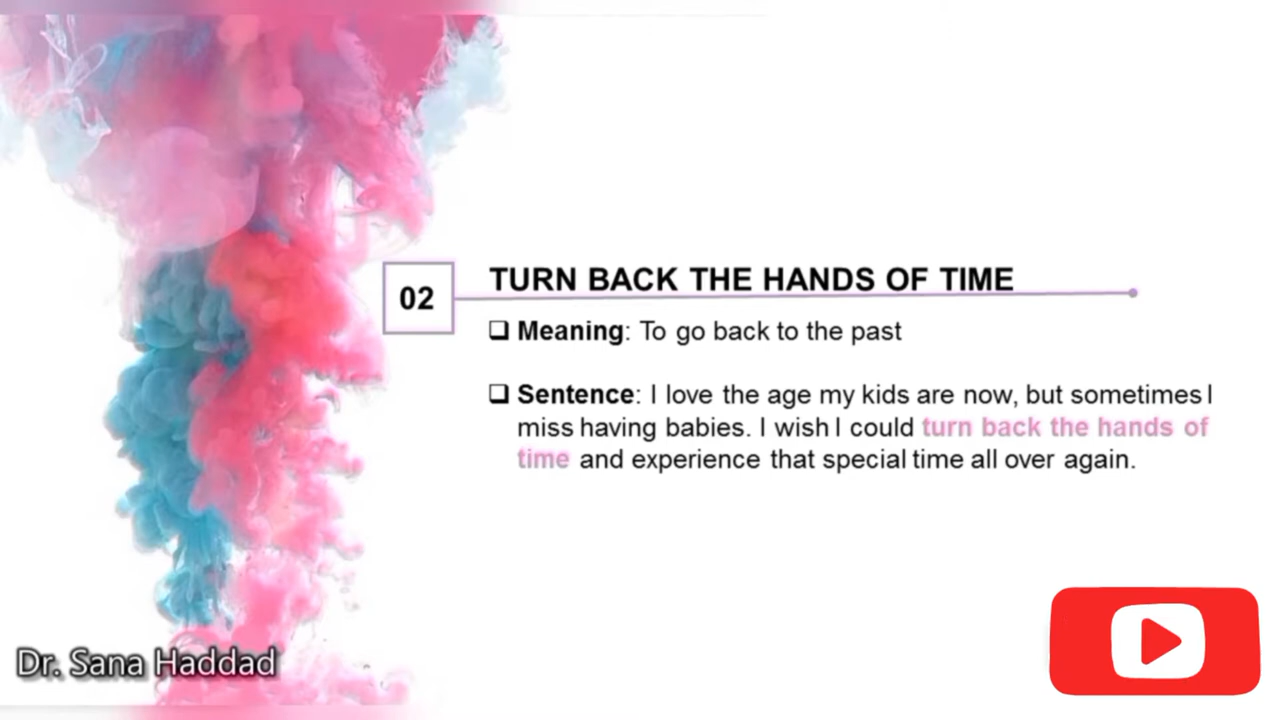 02
TURN BACK THE HANDS OF TIME
❑ Meaning: To go back to the past
❑ Sentence: I love the age my kids are now, but sometimes I
miss having babies. I wish I could turn back the hands of
time and experience that special time all over again.
Dr. Sana Haddad